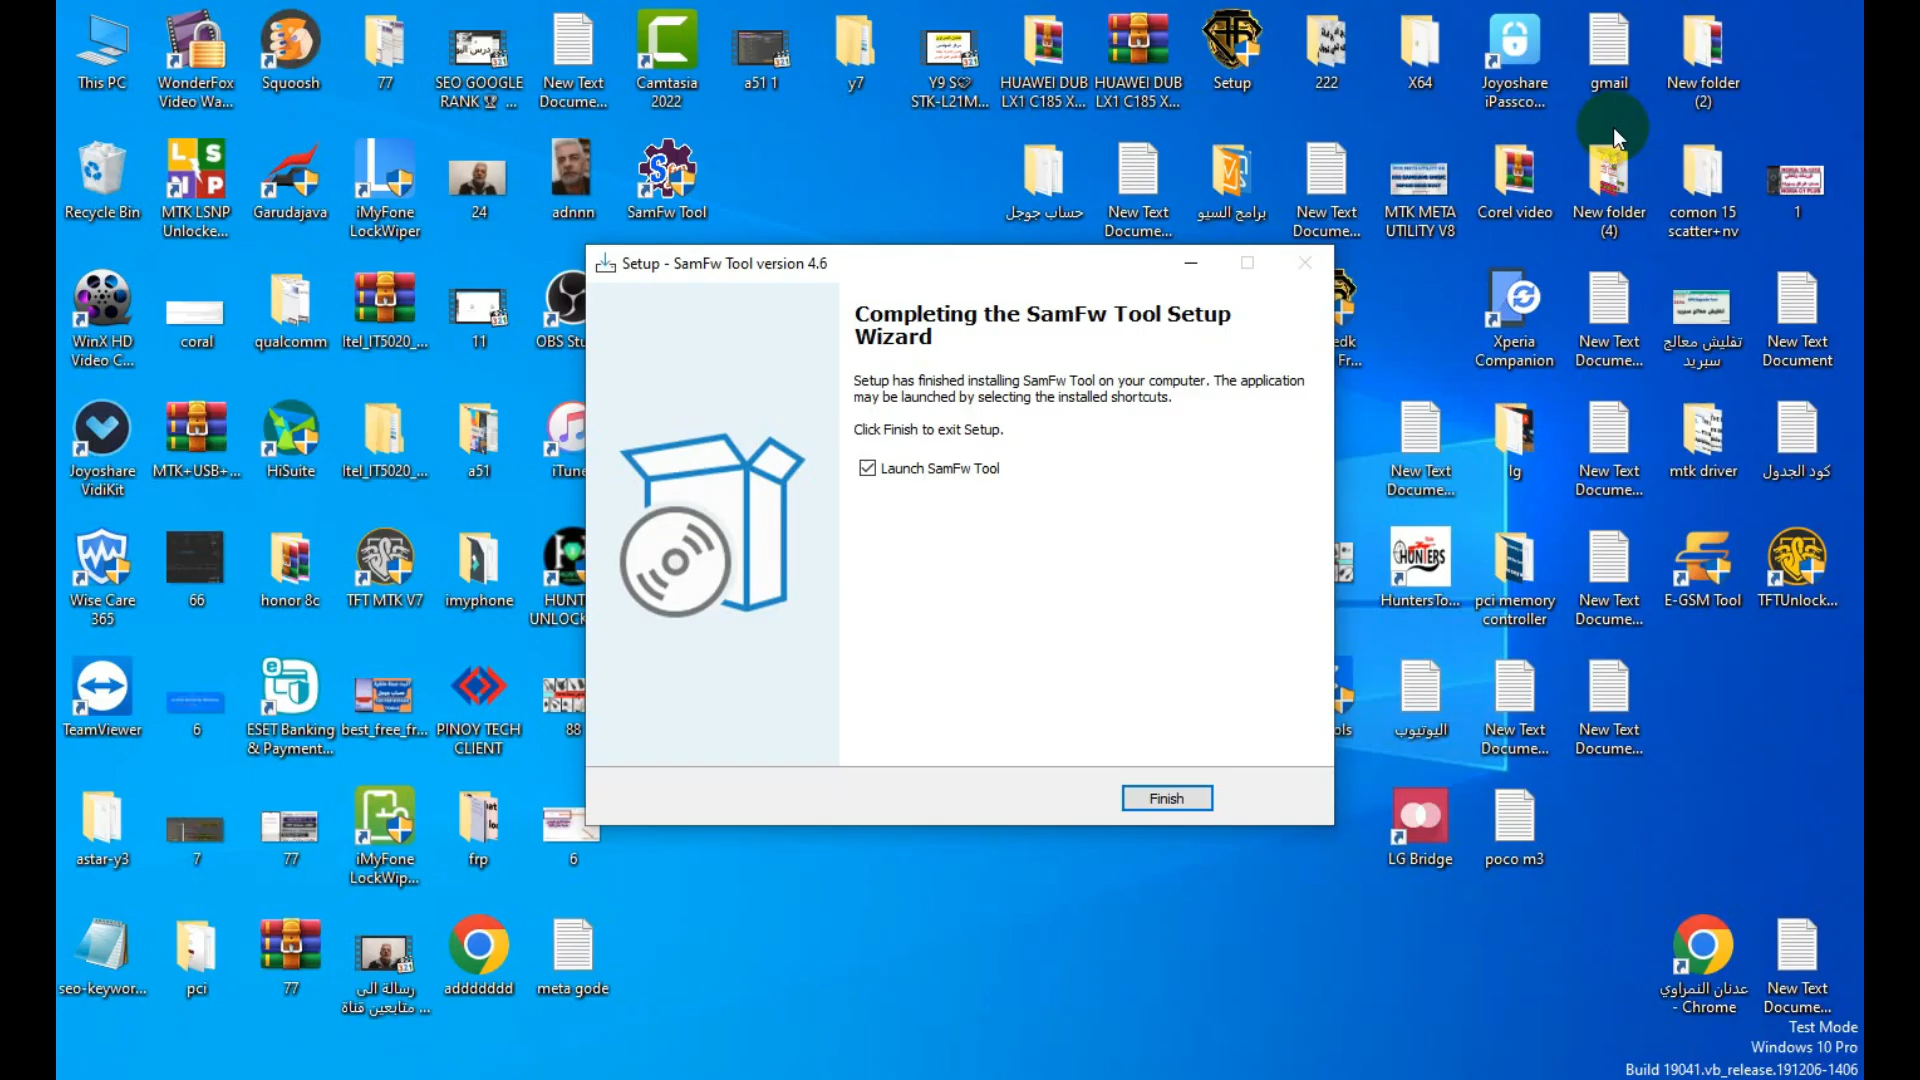 This PC
WonderFox
Video Wa...
Squoosh
77
SEO GOOGLE
RANK 🏆 ...
New Text
Docume...
Camtasia
2022
a51 1
y7
Y9 S
STK-L21M...
HUAWEI DUB
LX1 C185 X...
HUAWEI DUB
LX1 C185 X...
Setup
222
X64
Joyoshare
iPassco...
gmail
New folder
(2)
Recycle Bin
MTK LSNP
Unlocke...
Garudajava
iMyFone
LockWiper
24
adnnn
SamFw Tool
حساب جوجل
New Text
Docume...
برامج السيو
New Text
Docume...
MTK META
UTILITY V8
Corel video
New folder
(4)
comon 15
scatter+nv
1
Setup - SamFw Tool version 4.6
Completing the SamFw Tool Setup
Wizard
Setup has finished installing SamFw Tool on your computer. The application
may be launched by selecting the installed shortcuts.
Click Finish to exit Setup.
Launch SamFw Tool
Finish
WinX HD
Video C...
coral
qualcomm
Itel_IT5020_...
11
OBS Stu
edk
Fr...
Xperia
Companion
New Text
Docume...
تفليش معالج
سبريد
New Text
Document
Joyoshare
VidiKit
MTK+USB+...
HiSuite
Itel_IT5020_...
a51
iTune
New Text
Docume...
lg
New Text
Docume...
mtk driver
كود الجدول
Wise Care
365
66
honor 8c
TFT MTK V7
imyphone
HUNT
UNLOCK
HuntersTo...
pci memory
controller
New Text
Docume...
E-GSM Tool
TFTUnlock...
TeamViewer
6
ESET Banking
& Payment...
best_free_fr...
PINOY TECH
CLIENT
88
ols
اليوتيوب
New Text
Docume...
New Text
Docume...
astar-y3
7
77
iMyFone
LockWip...
frp
6
LG Bridge
poco m3
seo-keywor...
pci
77
رسالة الى
متابعين قناة ...
addddddd
meta gode
عدنان النمراوي
- Chrome
New Text
Docume...
Test Mode
Windows 10 Pro
Build 19041.vb_release.191206-1406